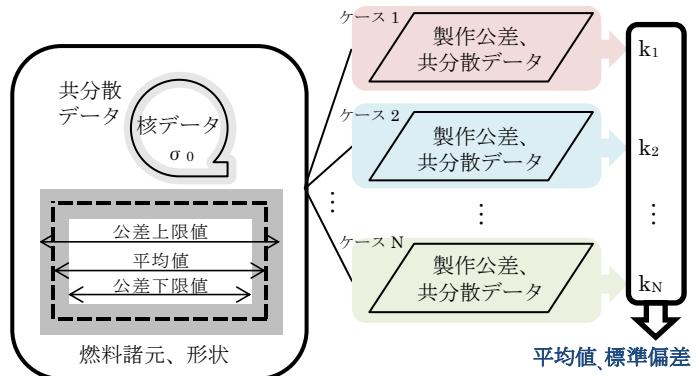 共分散
データ
核データ
σ0
公差上限値
平均値
公差下限値
燃料諸元、形状
ケース 1
製作公差、
共分散データ
k1
ケース 2
製作公差、
共分散データ
k2
⋮
⋮
⋮
ケース N
製作公差、
共分散データ
kN
平均値、標準偏差